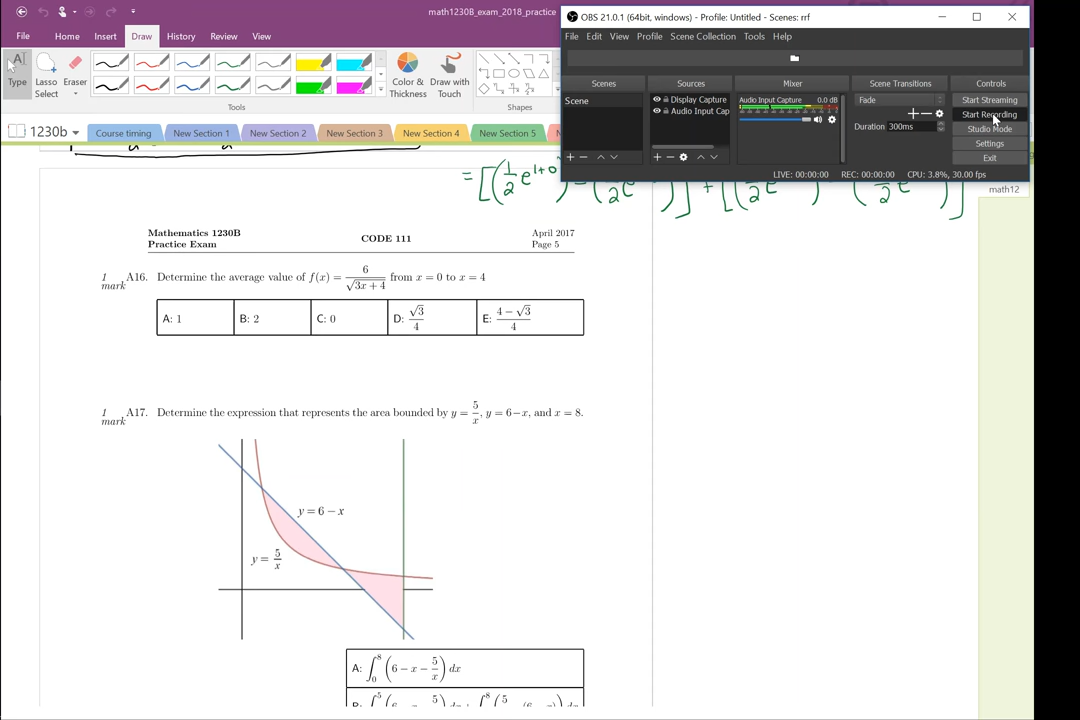 math1230B_exam_2018_practice
OBS 21.0.1 (64bit, windows) - Profile: Untitled - Scenes: rrf
File Home Insert Draw History Review View
File Edit View Profile Scene Collection Tools Help
Type
Lasso Select
Eraser
Color & Thickness
Draw with Touch
Tools
Shapes
Scenes
Sources
Mixer
Scene Transitions
Controls
Scene
Display Capture
Audio Input Cap
Audio Input Capture 0.0 dB
Fade
Duration 300ms
Start Streaming
Start Recording
Studio Mode
Settings
Exit
LIVE: 00:00:00 REC: 00:00:00 CPU: 3.8%, 30.00 fps
1230b
Course timing
New Section 1
New Section 2
New Section 3
New Section 4
New Section 5
math12
Mathematics 1230B
Practice Exam
CODE 111
April 2017
Page 5
1 mark A16. Determine the average value of f(x) = 6/√(3x + 4) from x = 0 to x = 4
A: 1 B: 2 C: 0 D: √3/4 E: (4 − √3)/4
1 mark A17. Determine the expression that represents the area bounded by y = 5/x, y = 6−x, and x = 8.
y = 6 − x
y = 5/x
A: ∫₀⁸ (6 − x − 5/x) dx